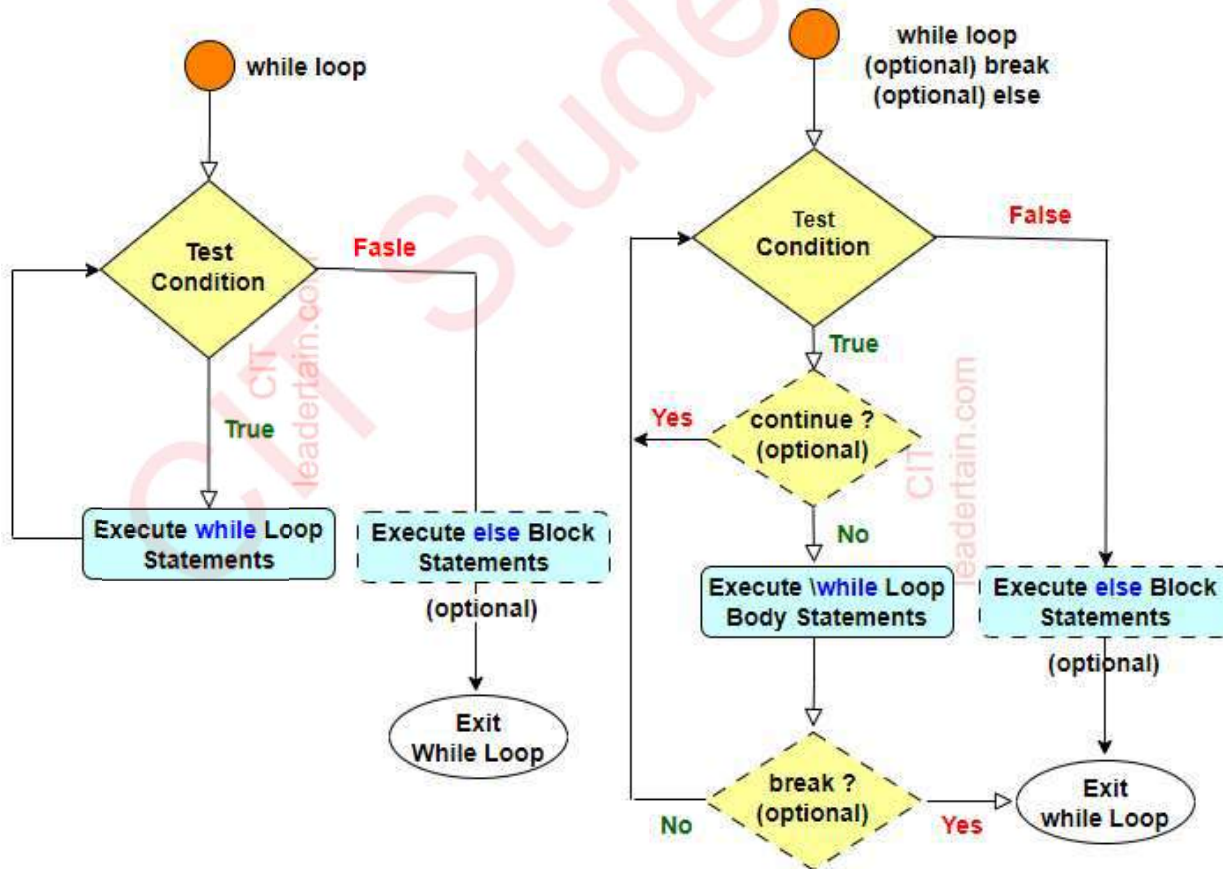 while loop
Test
Condition
Fasle
True
Execute while Loop
Statements
Execute else Block
Statements
(optional)
Exit
While Loop
while loop
(optional) break
(optional) else
Test
Condition
False
True
continue ?
(optional)
Yes
No
Execute \while Loop
Body Statements
Execute else Block
Statements
(optional)
break ?
(optional)
No
Yes
Exit
while Loop
CIT
leadertain.com
CIT
leadertain.com
CIT Stude